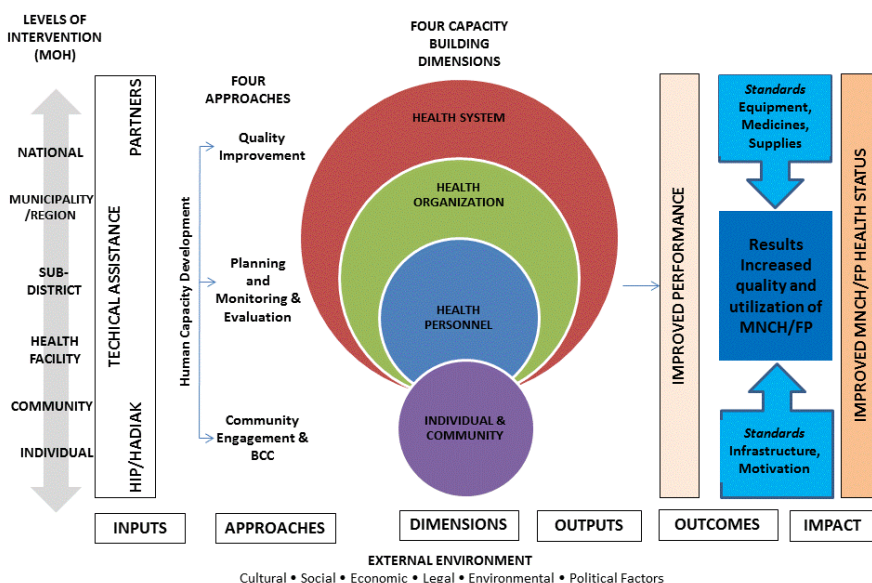 LEVELS OF
INTERVENTION
(MOH)
NATIONAL
MUNICIPALITY
/REGION
SUB-
DISTRICT
HEALTH
FACILITY
COMMUNITY
INDIVIDUAL
PARTNERS
TECHICAL ASSISTANCE
HIP/HADIAK
FOUR
APPROACHES
Human Capacity Development
Quality
Improvement
Planning
and
Monitoring &
Evaluation
Community
Engagement &
BCC
FOUR CAPACITY
BUILDING
DIMENSIONS
HEALTH SYSTEM
HEALTH
ORGANIZATION
HEALTH
PERSONNEL
INDIVIDUAL &
COMMUNITY
IMPROVED PERFORMANCE
Standards
Equipment,
Medicines,
Supplies
Results
Increased
quality and
utilization of
MNCH/FP
Standards
Infrastructure,
Motivation
IMPROVED MNCH/FP HEALTH STATUS
INPUTS
APPROACHES
DIMENSIONS
OUTPUTS
OUTCOMES
IMPACT
EXTERNAL ENVIRONMENT
Cultural • Social • Economic • Legal • Environmental • Political Factors